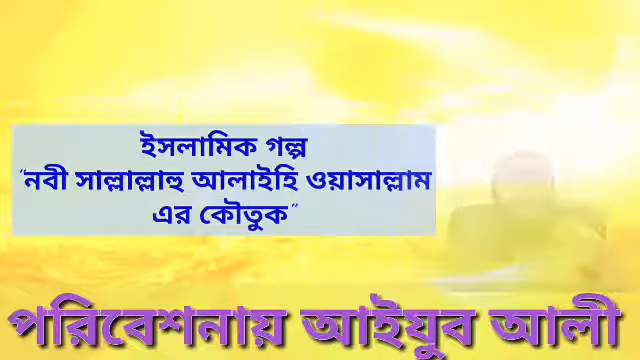 ইসলামিক গল্প
"নবী সাল্লাল্লাহু আলাইহি ওয়াসাল্লাম
এর কৌতুক"
পরিবেশনায় আইযুব আলী